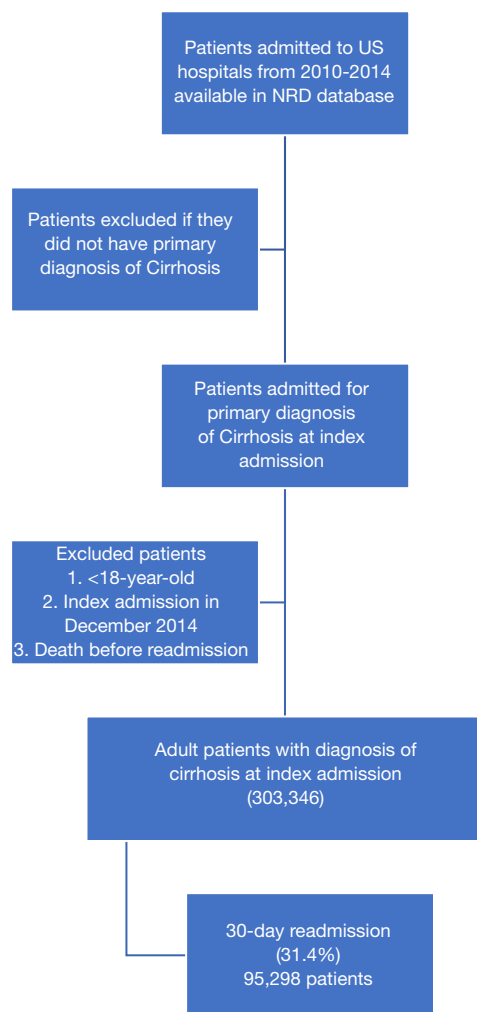 Patients admitted to US
hospitals from 2010-2014
available in NRD database
Patients excluded if they
did not have primary
diagnosis of Cirrhosis
Patients admitted for
primary diagnosis
of Cirrhosis at index
admission
Excluded patients
1. <18-year-old
2. Index admission in
December 2014
3. Death before readmission
Adult patients with diagnosis of
cirrhosis at index admission
(303,346)
30-day readmission
(31.4%)
95,298 patients